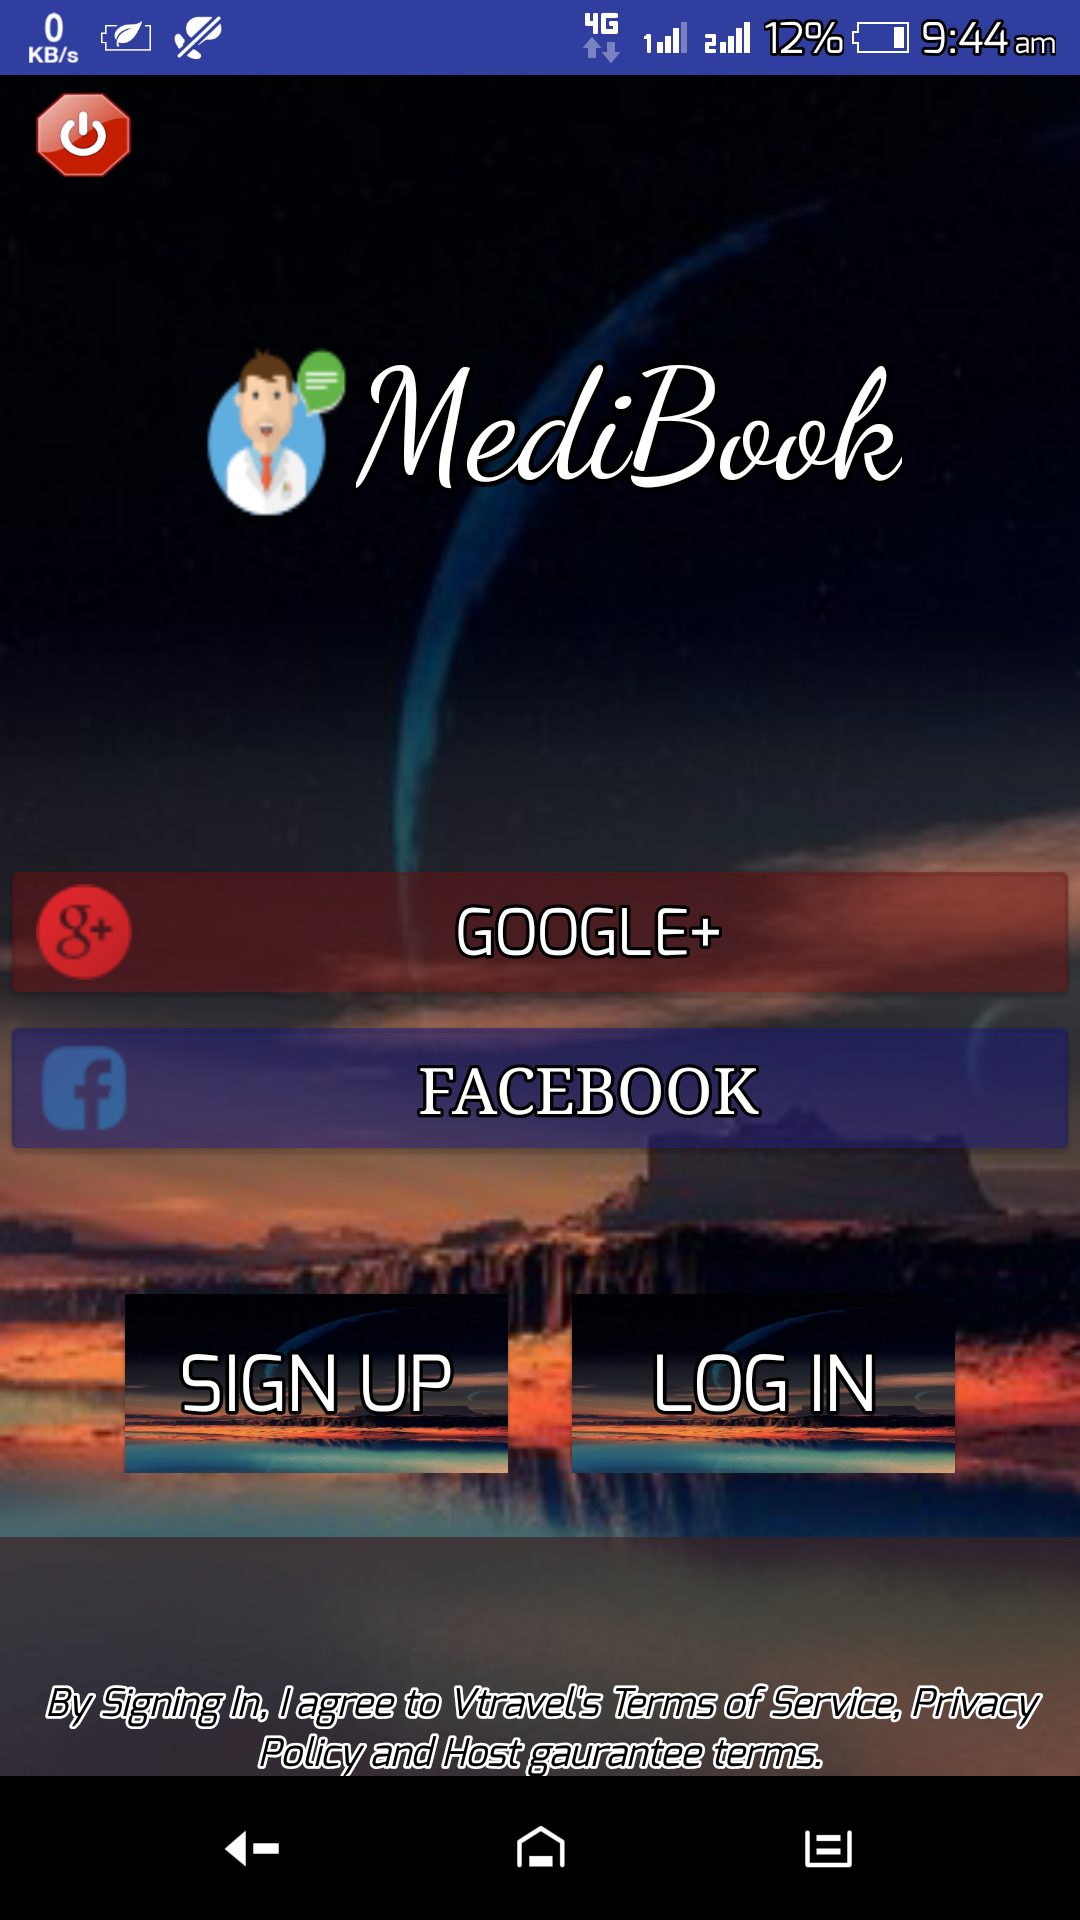 0
KB/s
4G
1
2
12%
9:44 am
MediBook
g+
GOOGLE+
f
FACEBOOK
SIGN UP
LOG IN
By Signing In, I agree to Vtravel's Terms of Service, Privacy
Policy and Host gaurantee terms.